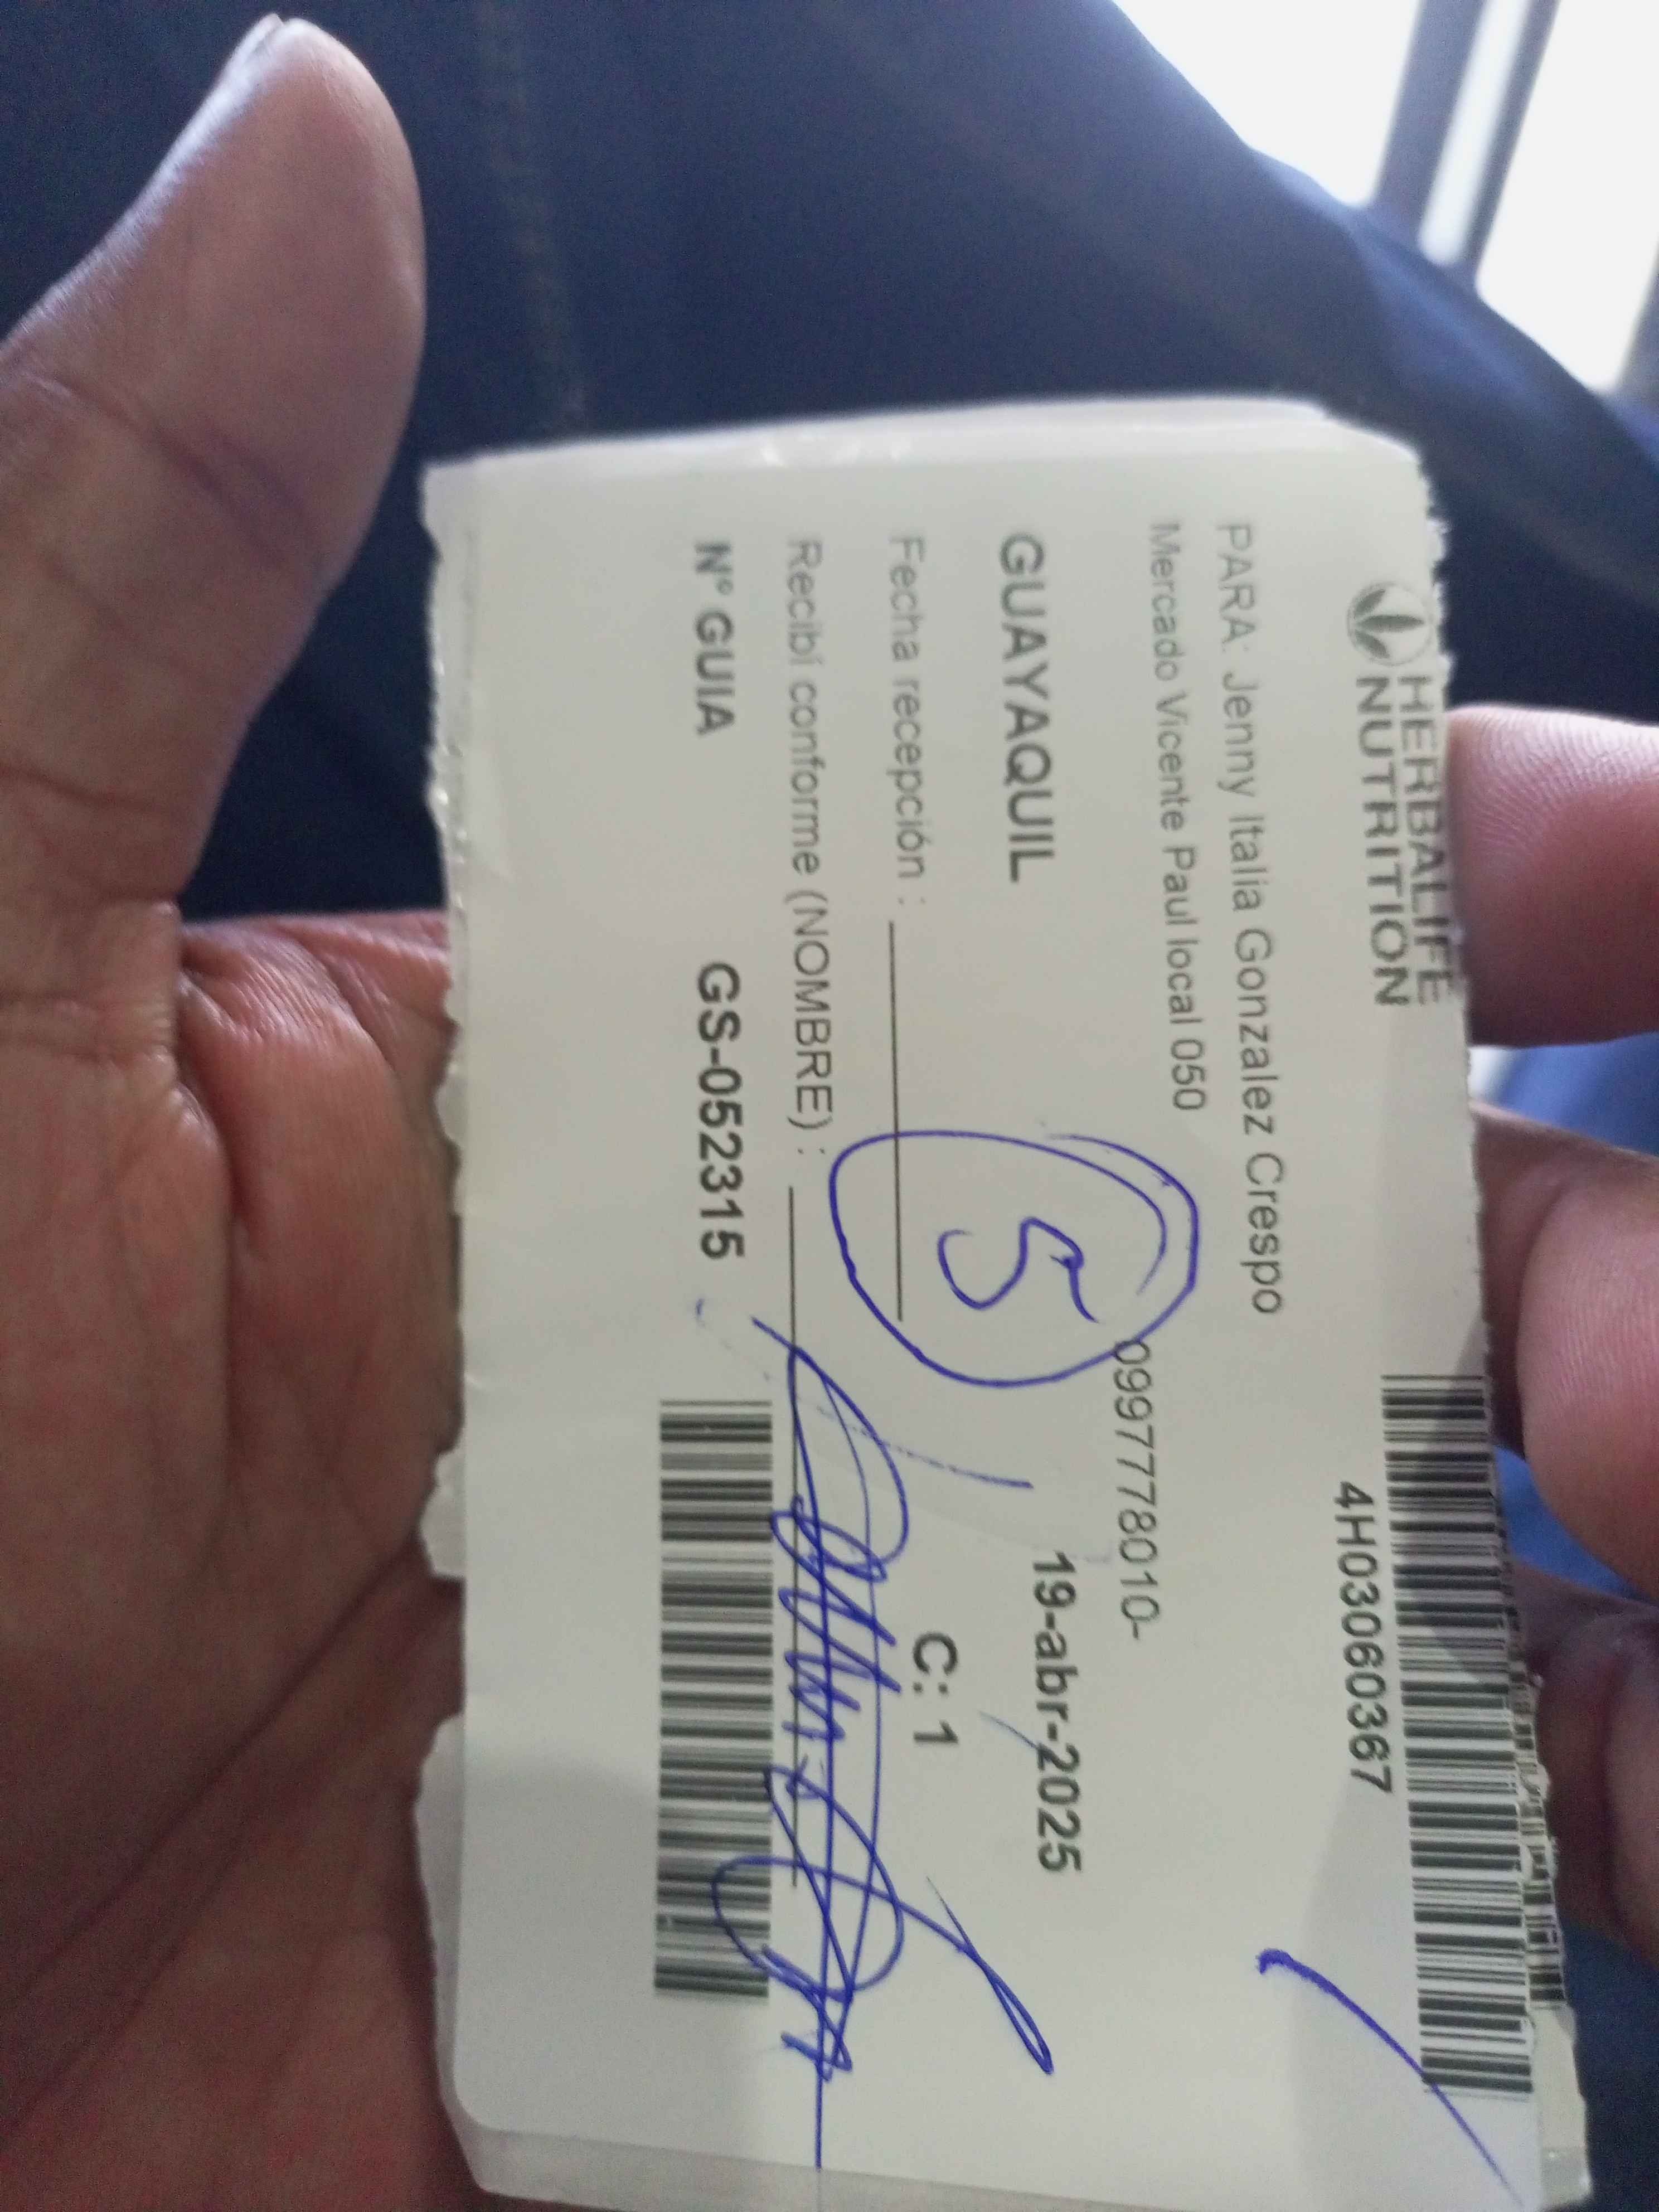 HERBALIFE
NUTRITION
4H03060367
PARA: Jenny Italia Gonzalez Crespo
Mercado Vicente Paul local 050
0997778010-
GUAYAQUIL
19-abr-2025
5
Fecha recepción :
C: 1
Recibí conforme (NOMBRE) :
N° GUIA GS-052315